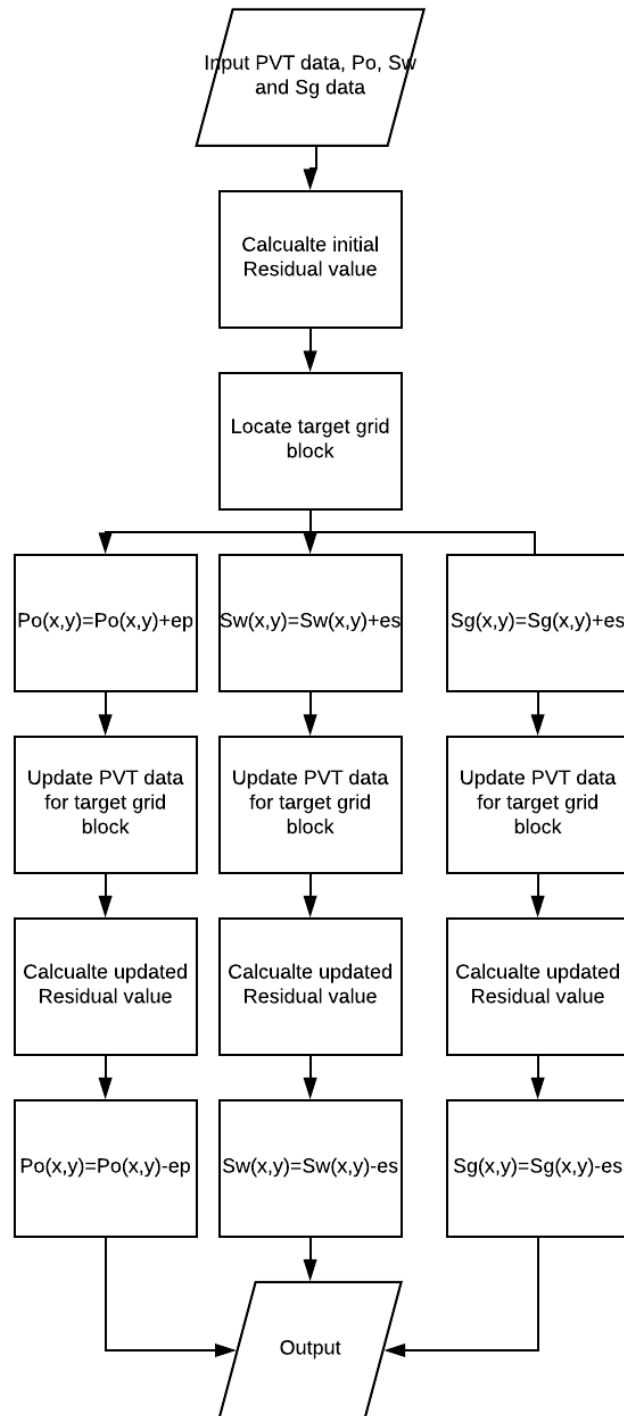 Input PVT data, Po, Sw
and Sg data
Calcualte initial
Residual value
Locate target grid
block
Po(x,y)=Po(x,y)+ep
Sw(x,y)=Sw(x,y)+es
Sg(x,y)=Sg(x,y)+es
Update PVT data
for target grid
block
Update PVT data
for target grid
block
Update PVT data
for target grid
block
Calcualte updated
Residual value
Calcualte updated
Residual value
Calcualte updated
Residual value
Po(x,y)=Po(x,y)-ep
Sw(x,y)=Sw(x,y)-es
Sg(x,y)=Sg(x,y)-es
Output